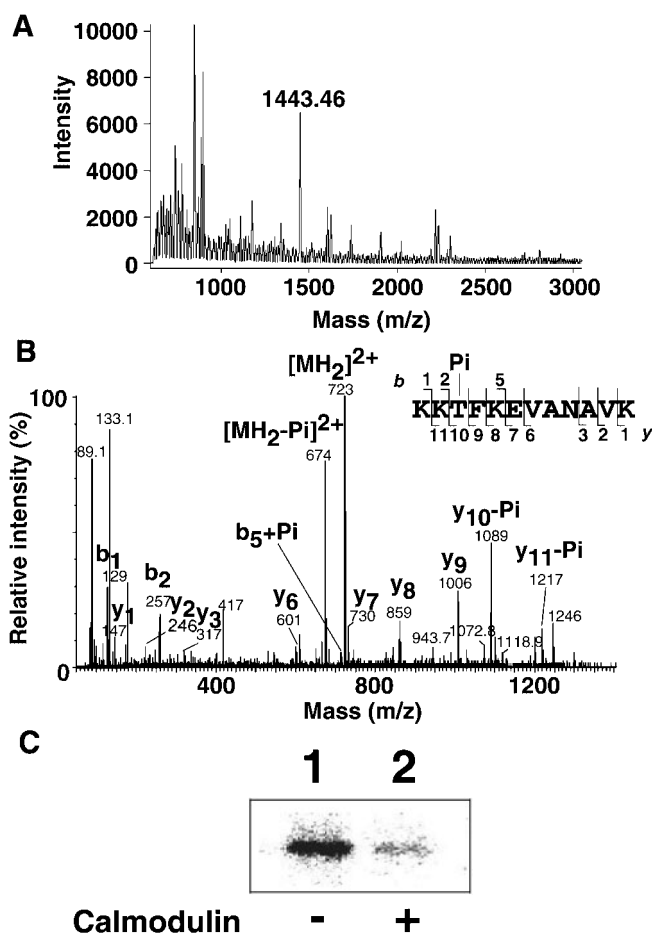 A
10000
8000
6000
4000
2000
0
Intensity
1443.46
1000
1500
2000
2500
3000
Mass (m/z)
B
[MH2]2+
723
[MH2-Pi]2+
674
b 1 2 Pi 5
KKTFKEVANAVK
11 10 9 8 7 6 3 2 1 y
100
0
Relative intensity (%)
133.1
89.1
b1
129
y1
147
b2
257
y2
246
y3
317
417
b5+Pi
y6
601
y7
730
y8
859
943.7
y9
1006
1072.8
y10-Pi
1089
1118.9
y11-Pi
1217
1246
400
800
1200
Mass (m/z)
C
1 2
Calmodulin - +